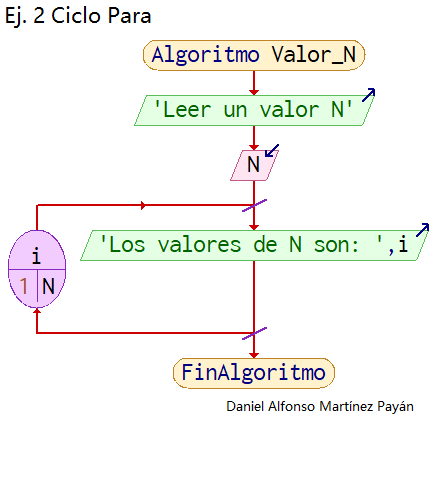 Ej. 2 Ciclo Para
Algoritmo Valor_N
'Leer un valor N'
N
'Los valores de N son: ',i
i
1 N
FinAlgoritmo
Daniel Alfonso Martínez Payán